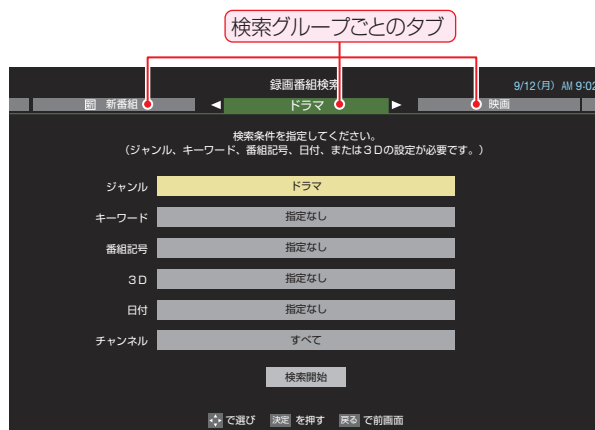 検索グループごとのタブ
録画番組検索 9/12(月) AM 9:02
新番組 ◀ ドラマ ▶ 映画
検索条件を指定してください。
（ジャンル、キーワード、番組記号、日付、または３Ｄの設定が必要です。）
ジャンル ドラマ
キーワード 指定なし
番組記号 指定なし
３Ｄ 指定なし
日付 指定なし
チャンネル すべて
検索開始
で選び 決定 を押す 戻る で前画面